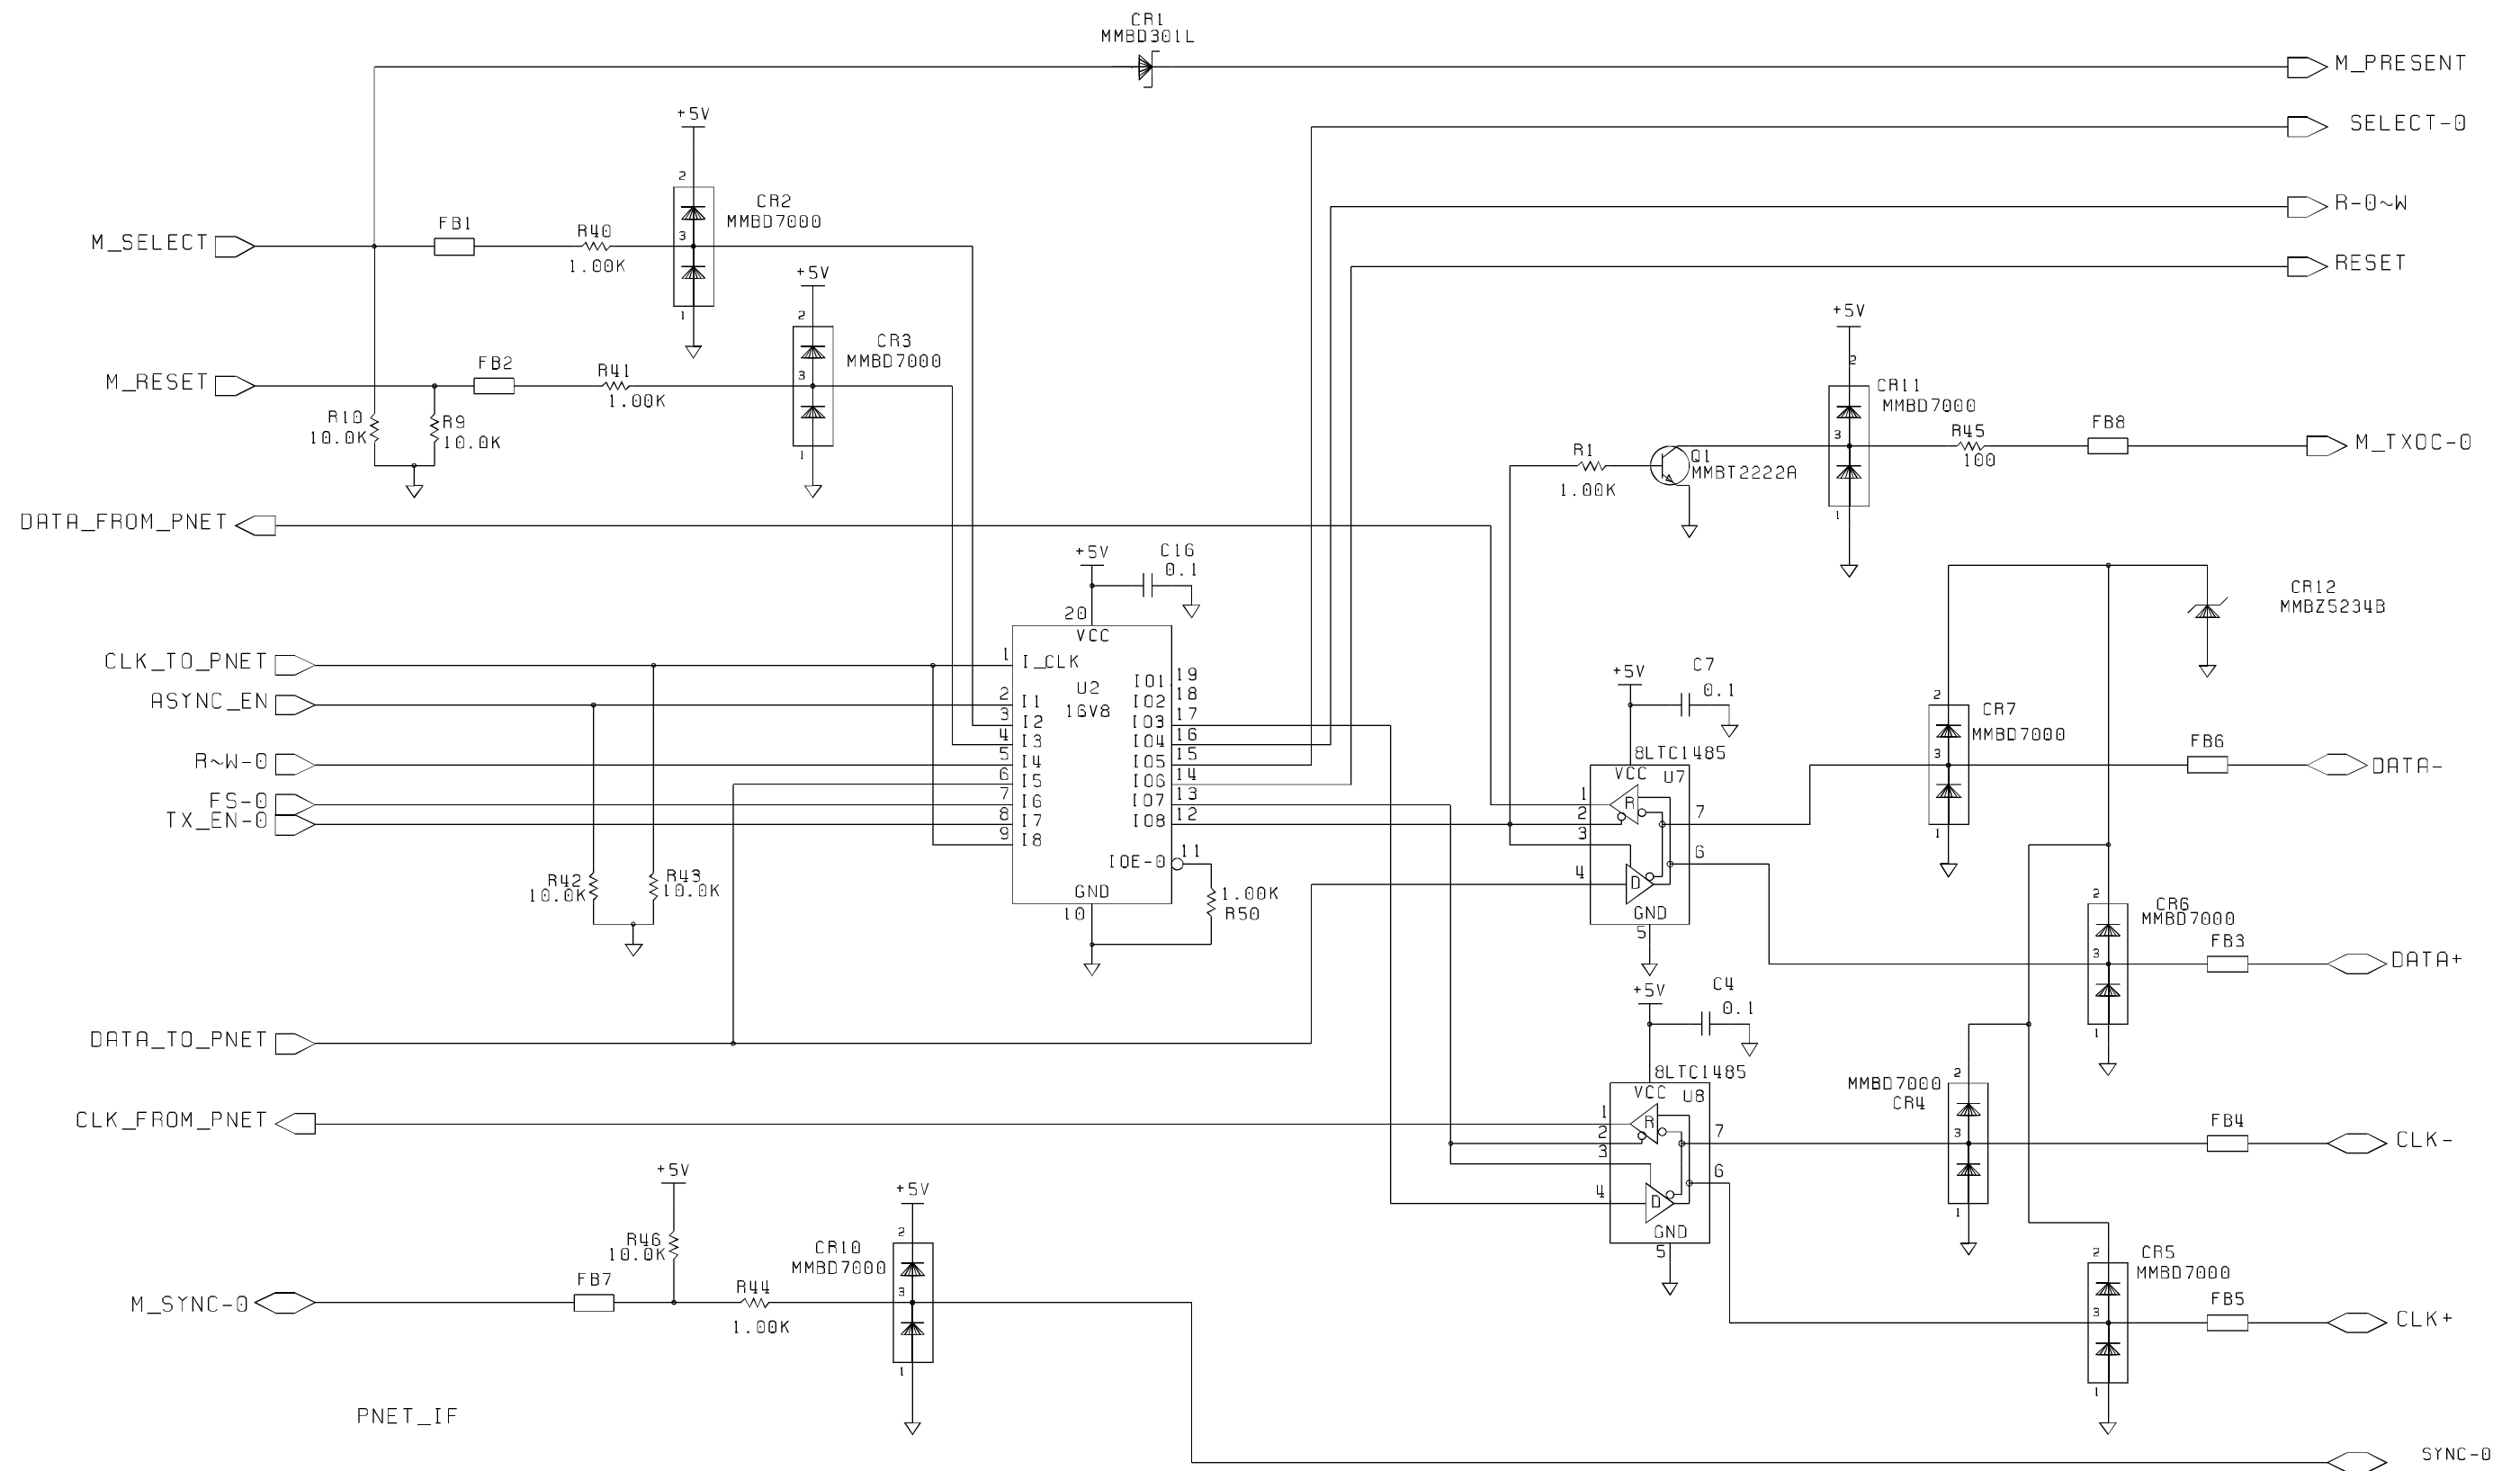 CR1
MMBD301L
M_PRESENT
+5V
SELECT-0
2
CR2
MMBD7000
R-0~W
M_SELECT
FB1
R40
1.00K
3
1
RESET
+5V
2
CR3
MMBD7000
3
1
M_RESET
FB2
R41
1.00K
R10
10.0K
R9
10.0K
+5V
2
CR11
MMBD7000
3
1
R1
1.00K
Q1
MMBT2222A
R45
100
FB8
M_TXOC-0
DATA_FROM_PNET
+5V
C16
0.1
20
VCC
CR12
MMBZ5234B
CLK_TO_PNET
1
I_CLK
ASYNC_EN
2
I1
3
I2
4
I3
R~W-0
5
I4
6
I5
FS-0
7
I6
TX_EN-0
8
I7
9
I8
U2
16V8
IO1
19
IO2
18
IO3
17
IO4
16
IO5
15
IO6
14
IO7
13
IO8
12
IOE-0
11
GND
10
1.00K
R50
R42
10.0K
R43
10.0K
+5V
C7
0.1
8LTC1485
VCC
U7
1
R
2
3
7
6
4
D
GND
5
2
CR7
MMBD7000
3
1
FB6
DATA-
2
CR6
MMBD7000
3
1
FB3
DATA+
DATA_TO_PNET
+5V
C4
0.1
8LTC1485
VCC
U8
1
R
2
3
7
6
4
D
GND
5
MMBD7000
CR4
2
3
1
FB4
CLK-
CLK_FROM_PNET
+5V
R46
10.0K
+5V
2
CR10
MMBD7000
3
1
FB7
R44
1.00K
M_SYNC-0
2
CR5
MMBD7000
3
1
FB5
CLK+
PNET_IF
SYNC-0